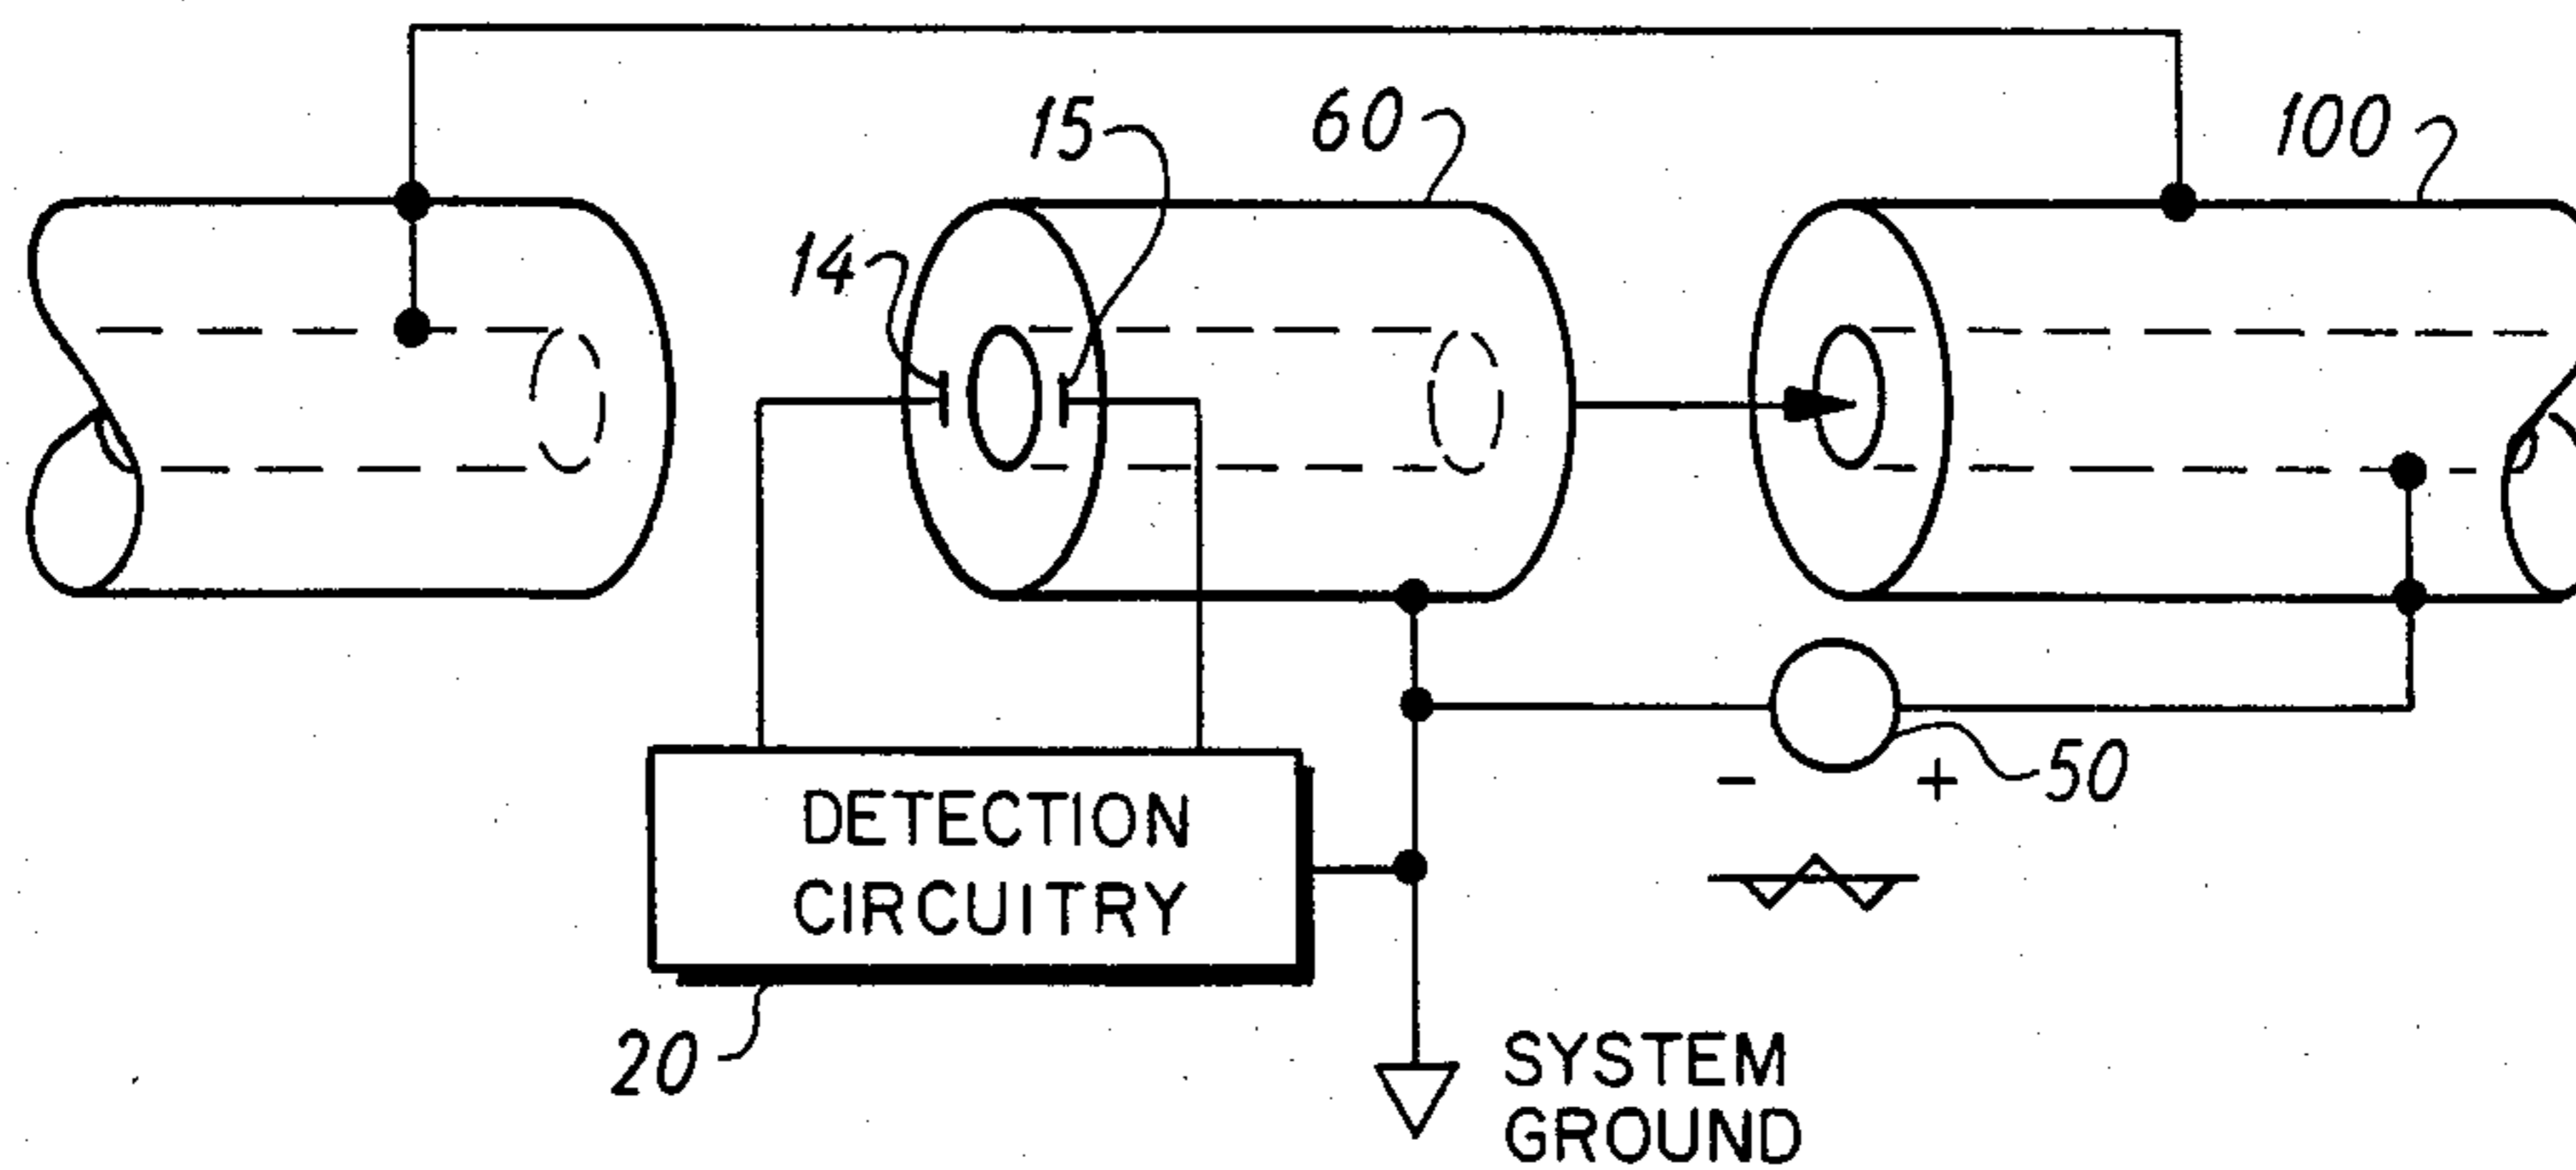 15
60
100
14
50
- +
DETECTION
CIRCUITRY
20
SYSTEM
GROUND